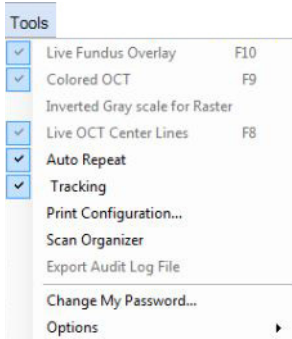 Tools
Live Fundus Overlay F10
Colored OCT F9
Inverted Gray scale for Raster
Live OCT Center Lines F8
Auto Repeat
Tracking
Print Configuration...
Scan Organizer
Export Audit Log File
Change My Password...
Options